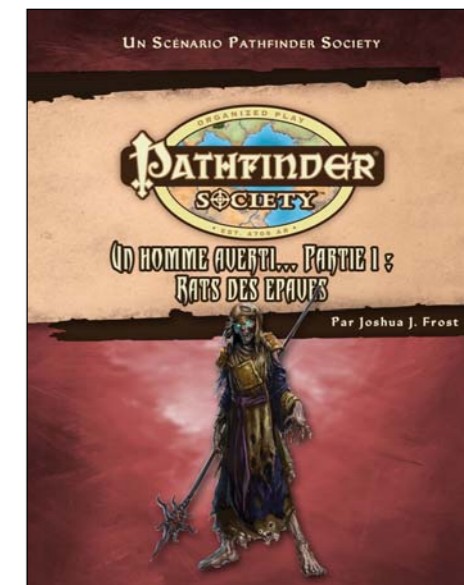 Un Scénario Pathfinder Society
ORGANIZED PLAY
PATHFINDER
SOCIETY
EST. 4708 AR
Un homme averti... Partie 1 :
Rats des epaves
Par Joshua J. Frost